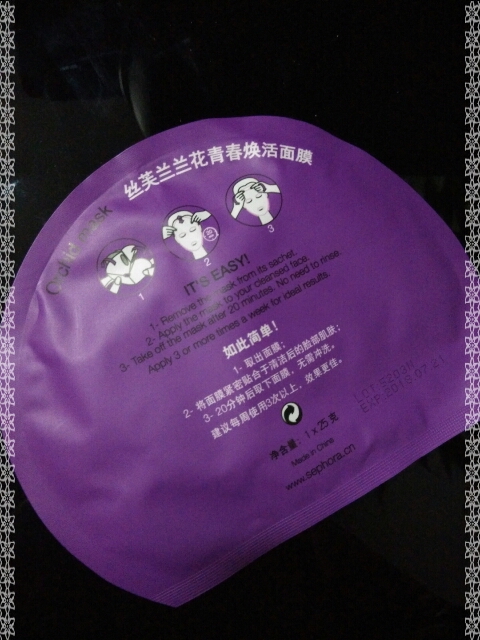 丝芙兰兰花青春焕活面膜
Orchid mask
1
2
3
IT'S EASY!
1- Remove the mask from its sachet.
2- Apply the mask to your cleansed face.
3- Take off the mask after 20 minutes. No need to rinse.
Apply 3 or more times a week for ideal results.
如此简单！
1- 取出面膜；
2- 将面膜紧密贴合于清洁后的脸部肌肤；
3- 20分钟后取下面膜，无需冲洗。
建议每周使用3次以上，效果更佳。
净含量：1 x 25 克
Made in China
www.sephora.cn
EXP.2015.07.21